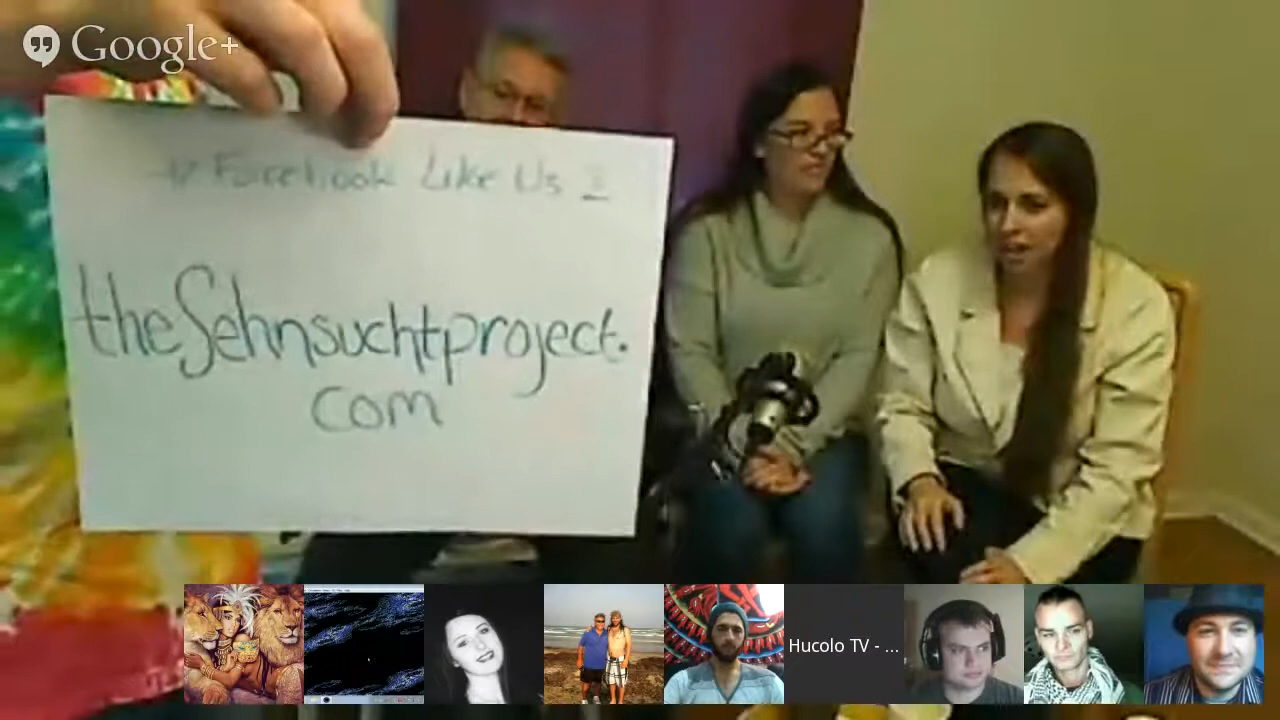 Google+
Facebook Like Us
theSehnsuchtproject.
com
Hucolo TV - ...